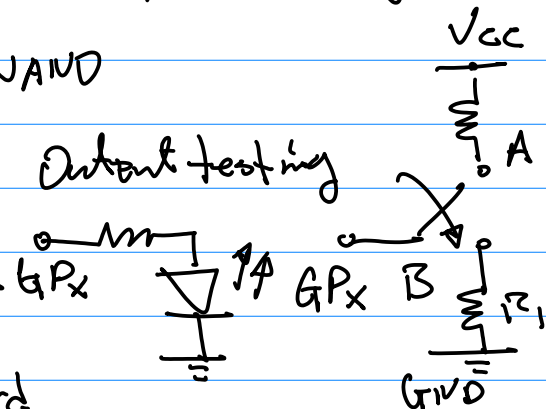 Vcc
NAND
A
Output testing
GPx
GPx
B
R1
GND